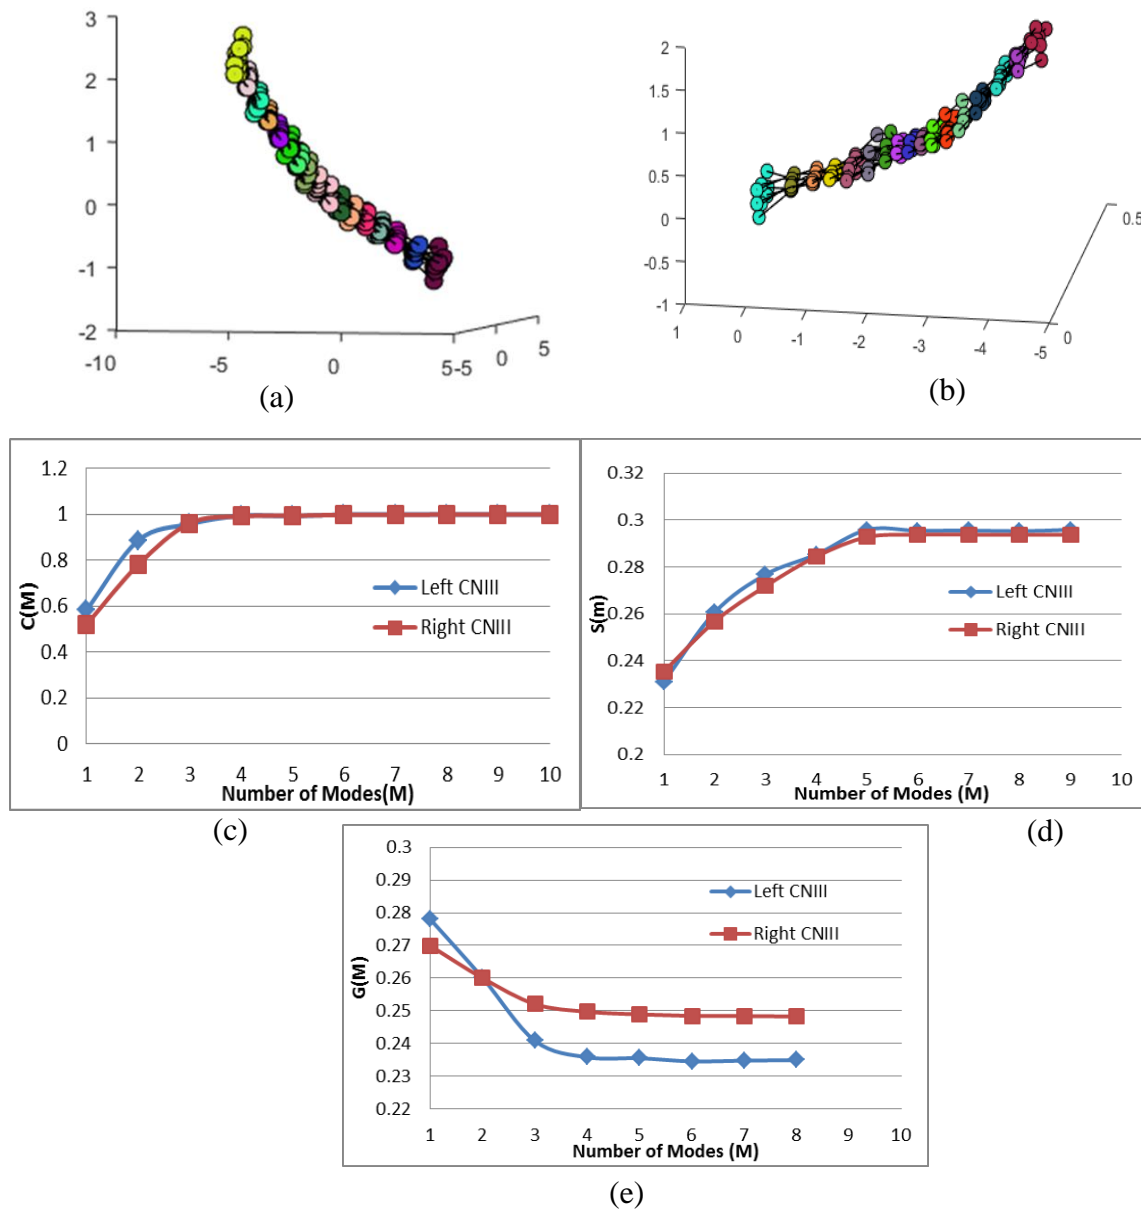 3
2
1
0
-1
-2
-10
-5
0
5-5
0
5
(a)
2
1.5
1
0.5
0
-0.5
-1
1
0
-1
-2
-3
-4
-5
0
0.5
(b)
1.2
1
0.8
0.6
0.4
0.2
0
C(M)
Left CNIII
Right CNIII
1 2 3 4 5 6 7 8 9 10
Number of Modes(M)
(c)
0.32
0.3
0.28
0.26
0.24
0.22
0.2
S(m)
Left CNIII
Right CNIII
1 2 3 4 5 6 7 8 9 10
Number of Modes (M)
(d)
0.3
0.29
0.28
0.27
0.26
0.25
0.24
0.23
0.22
G(M)
Left CNIII
Right CNIII
1 2 3 4 5 6 7 8 9 10
Number of Modes (M)
(e)